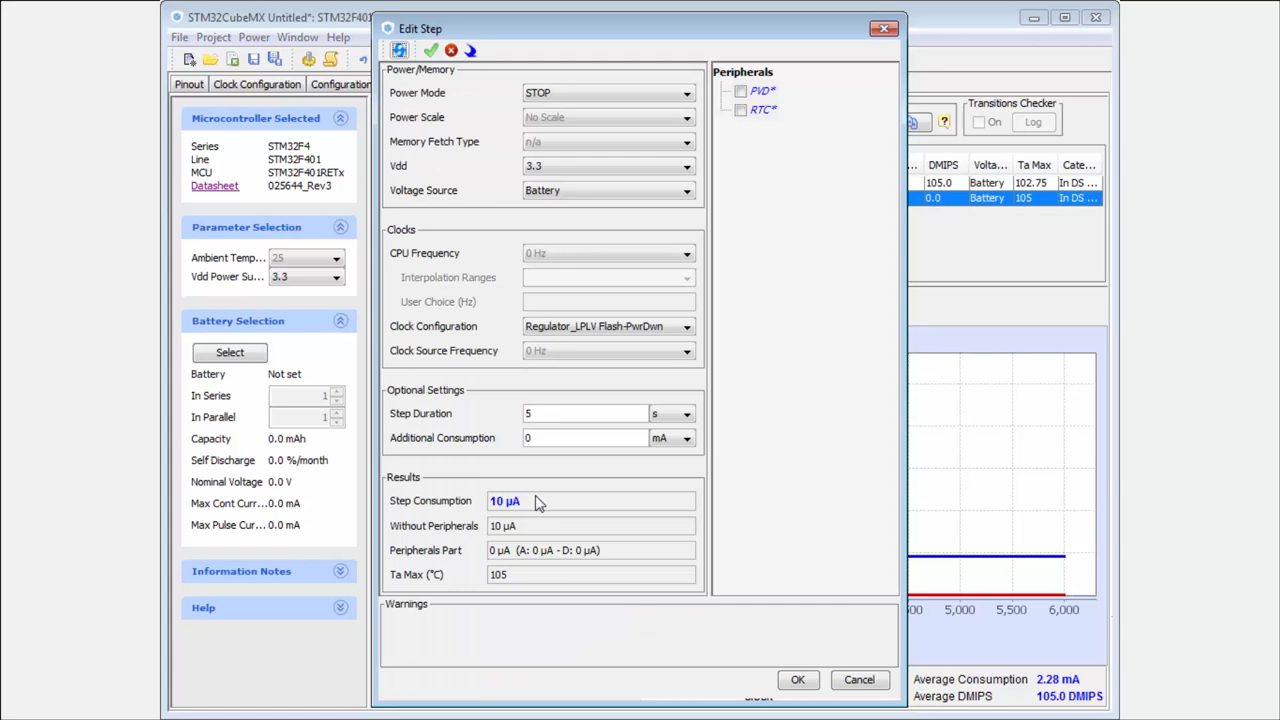 STM32CubeMX Untitled*: STM32F401
File Project Power Window Help
Pinout Clock Configuration Configuration
Microcontroller Selected
Series STM32F4
Line STM32F401
MCU STM32F401RETx
Datasheet 025644_Rev3
Parameter Selection
Ambient Temp... 25
Vdd Power Su... 3.3
Battery Selection
Select
Battery Not set
In Series 1
In Parallel 1
Capacity 0.0 mAh
Self Discharge 0.0 %/month
Nominal Voltage 0.0 V
Max Cont Curr...0.0 mA
Max Pulse Cur...0.0 mA
Information Notes
Help
Edit Step
Power/Memory
Power Mode STOP
Power Scale No Scale
Memory Fetch Type n/a
Vdd 3.3
Voltage Source Battery
Clocks
CPU Frequency 0 Hz
Interpolation Ranges
User Choice (Hz)
Clock Configuration Regulator_LPLV Flash-PwrDwn
Clock Source Frequency 0 Hz
Optional Settings
Step Duration 5 s
Additional Consumption 0 mA
Results
Step Consumption 10 µA
Without Peripherals 10 µA
Peripherals Part 0 µA (A: 0 µA - D: 0 µA)
Ta Max (°C) 105
Warnings
OK Cancel
Peripherals
PVD*
RTC*
Transitions Checker
On Log
... DMIPS Volta... Ta Max Cate...
105.0 Battery 102.75 In DS ...
0.0 Battery 105 In DS ...
500 5,000 5,500 6,000
Average Consumption 2.28 mA
Average DMIPS 105.0 DMIPS